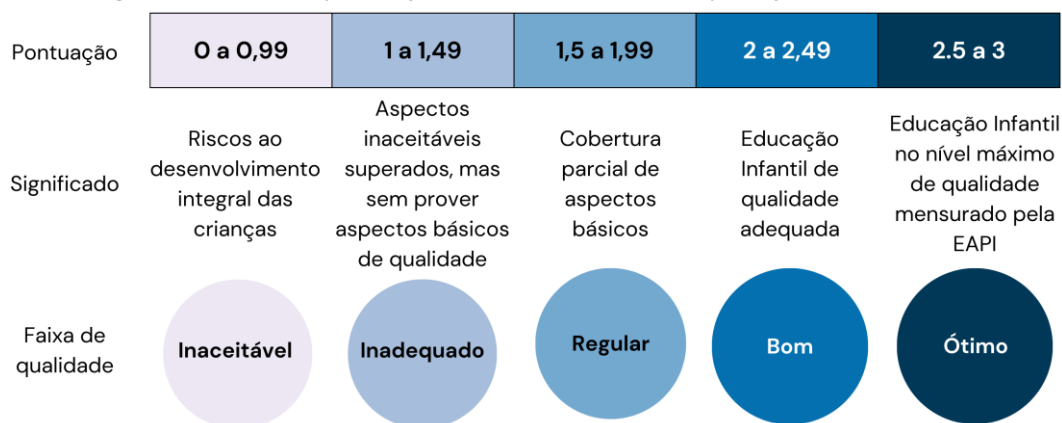 Pontuação
0 a 0,99
1 a 1,49
1,5 a 1,99
2 a 2,49
2.5 a 3
Significado
Riscos ao
desenvolvimento
integral das
crianças
Aspectos
inaceitáveis
superados, mas
sem prover
aspectos básicos
de qualidade
Cobertura
parcial de
aspectos
básicos
Educação
Infantil de
qualidade
adequada
Educação Infantil
no nível máximo
de qualidade
mensurado pela
EAPI
Faixa de
qualidade
Inaceitável
Inadequado
Regular
Bom
Ótimo